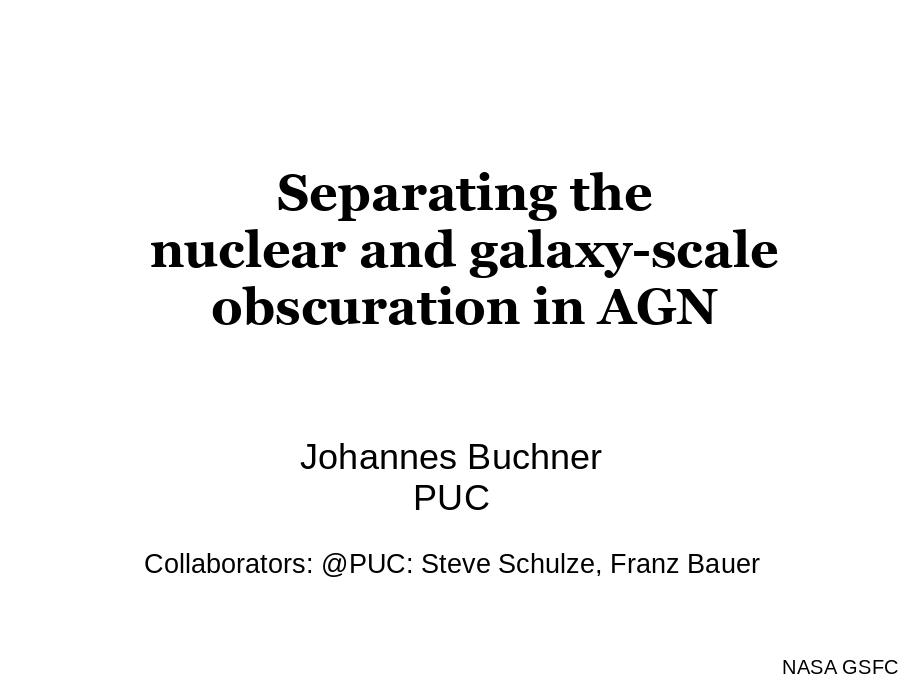 Separating the
nuclear and galaxy-scale
obscuration in AGN
Johannes Buchner
PUC
Collaborators: @PUC: Steve Schulze, Franz Bauer
NASA GSFC